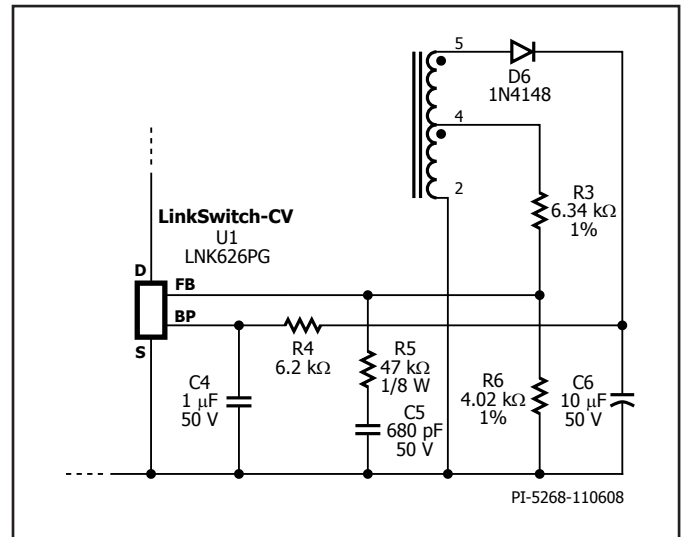 5
D6
1N4148
4
2
R3
6.34 kΩ
1%
LinkSwitch-CV
U1
LNK626PG
D
FB
BP
S
R4
6.2 kΩ
R5
47 kΩ
1/8 W
C4
1 μF
50 V
C5
680 pF
50 V
R6
4.02 kΩ
1%
C6
10 μF
50 V
PI-5268-110608